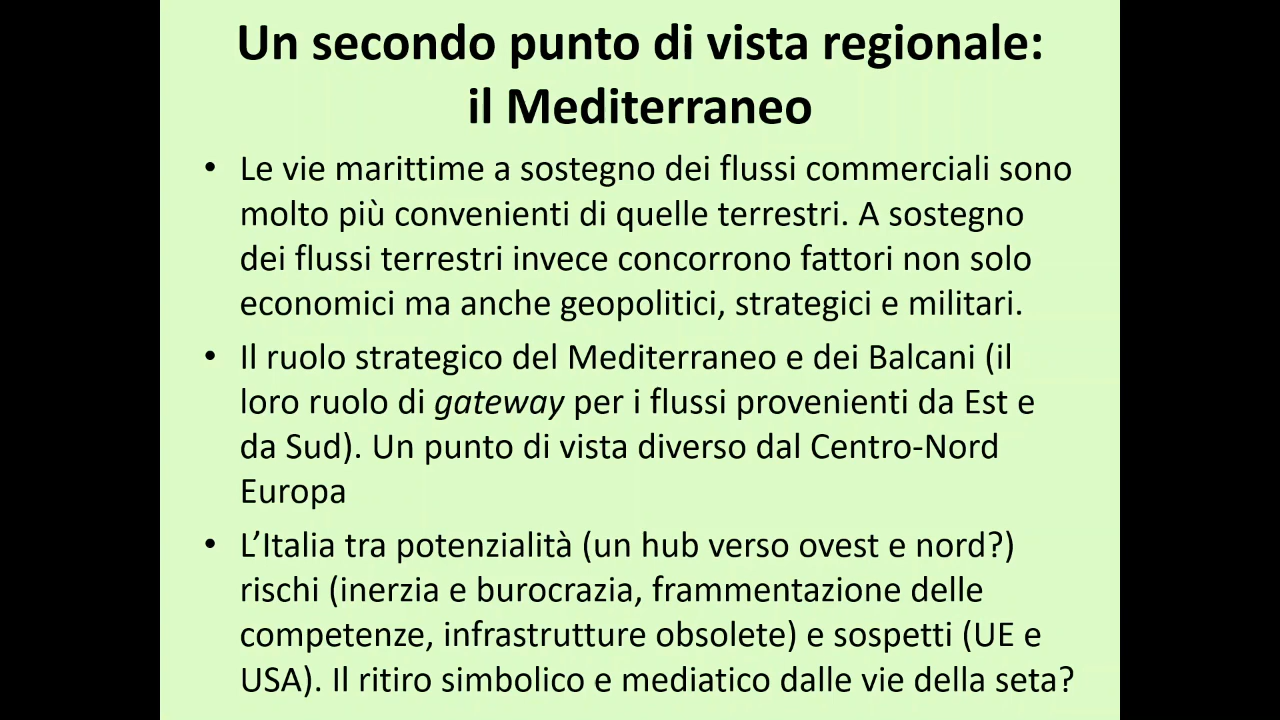 Un secondo punto di vista regionale:
il Mediterraneo
• Le vie marittime a sostegno dei flussi commerciali sono
molto più convenienti di quelle terrestri. A sostegno
dei flussi terrestri invece concorrono fattori non solo
economici ma anche geopolitici, strategici e militari.
• Il ruolo strategico del Mediterraneo e dei Balcani (il
loro ruolo di gateway per i flussi provenienti da Est e
da Sud). Un punto di vista diverso dal Centro-Nord
Europa
• L’Italia tra potenzialità (un hub verso ovest e nord?)
rischi (inerzia e burocrazia, frammentazione delle
competenze, infrastrutture obsolete) e sospetti (UE e
USA). Il ritiro simbolico e mediatico dalle vie della seta?